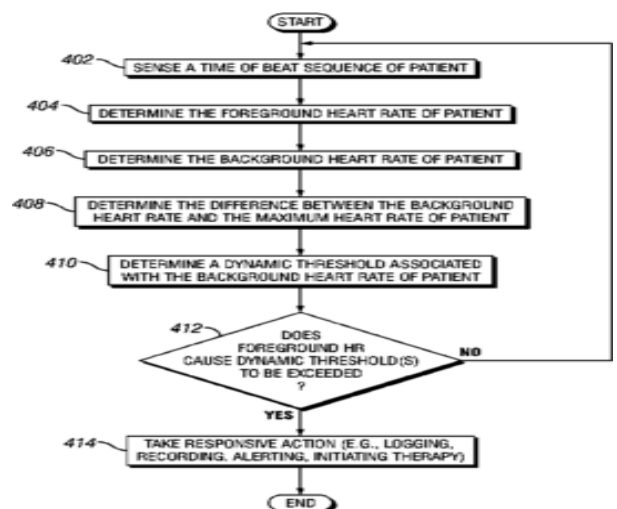 START
402
SENSE A TIME OF BEAT SEQUENCE OF PATIENT
404
DETERMINE THE FOREGROUND HEART RATE OF PATIENT
406
DETERMINE THE BACKGROUND HEART RATE OF PATIENT
408
DETERMINE THE DIFFERENCE BETWEEN THE BACKGROUND
HEART RATE AND THE MAXIMUM HEART RATE OF PATIENT
410
DETERMINE A DYNAMIC THRESHOLD ASSOCIATED
WITH THE BACKGROUND HEART RATE OF PATIENT
412
DOES
FOREGROUND HR
CAUSE DYNAMIC THRESHOLD(S)
TO BE EXCEEDED
?
NO
YES
414
TAKE RESPONSIVE ACTION (E.G., LOGGING,
RECORDING, ALERTING, INITIATING THERAPY)
END